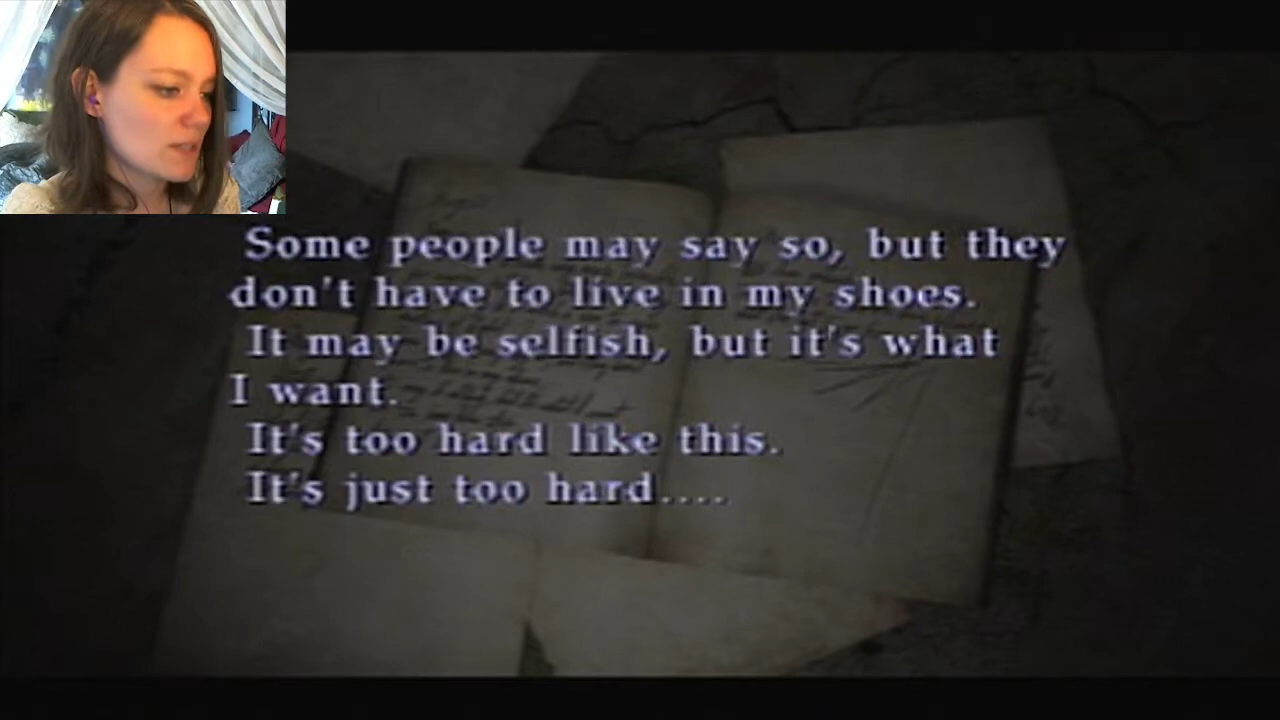 Some people may say so, but they
don't have to live in my shoes.
It may be selfish, but it's what
I want.
It's too hard like this.
It's just too hard....